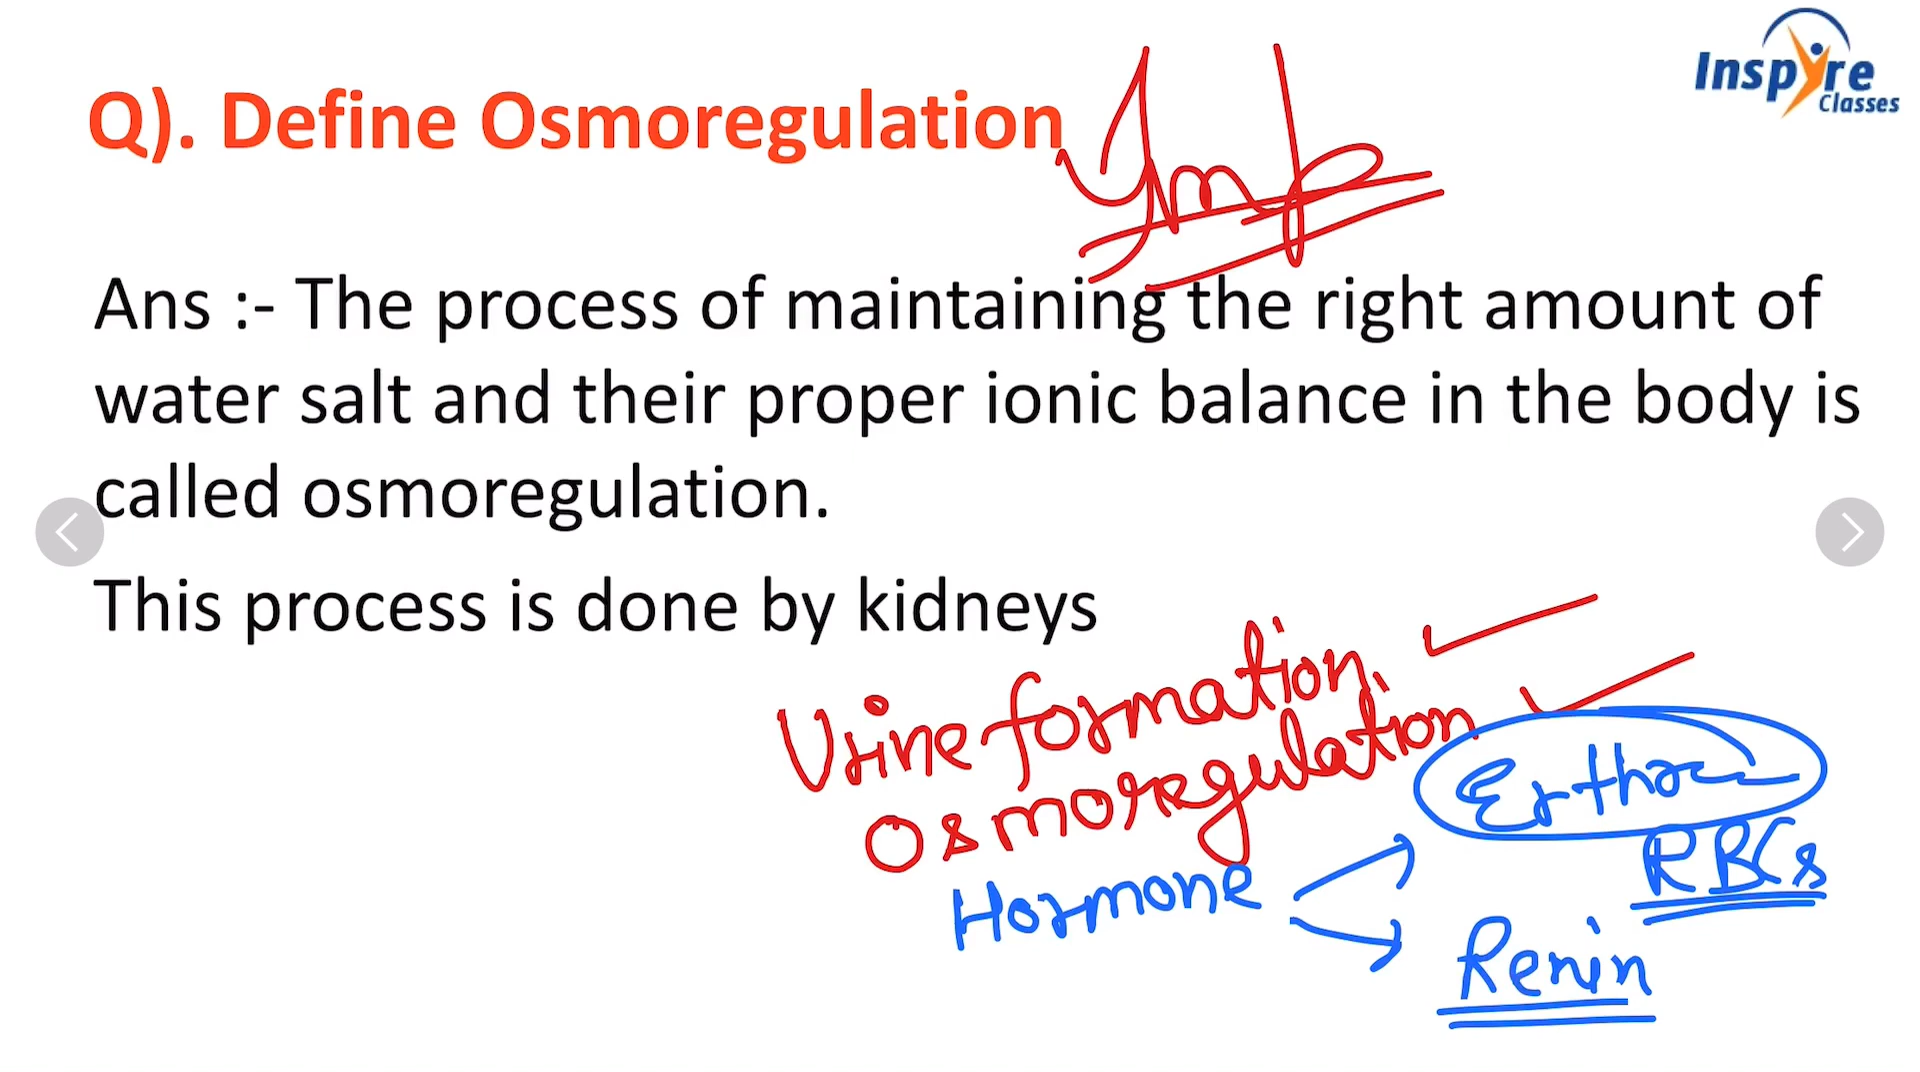 Inspire
Classes
Q). Define Osmoregulation
Imp
Ans :- The process of maintaining the right amount of
water salt and their proper ionic balance in the body is
called osmoregulation.
This process is done by kidneys
Urine formation,
Osmoregulation
Hormone
RBCs
Renin